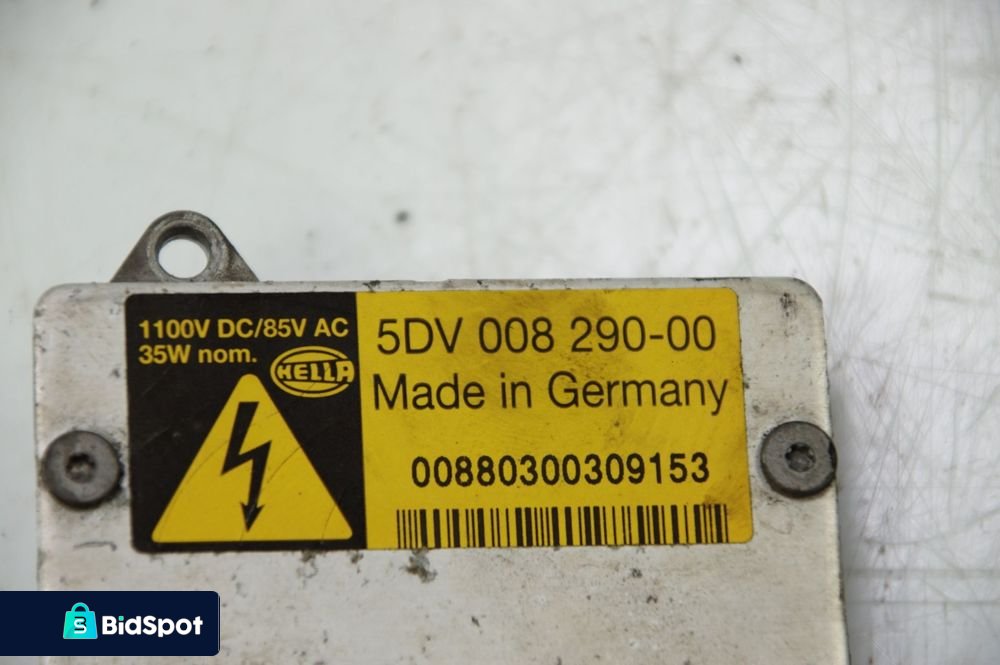 1100V DC/85V AC
35W nom.
HELLA
5DV 008 290-00
Made in Germany
00880300309153
BidSpot